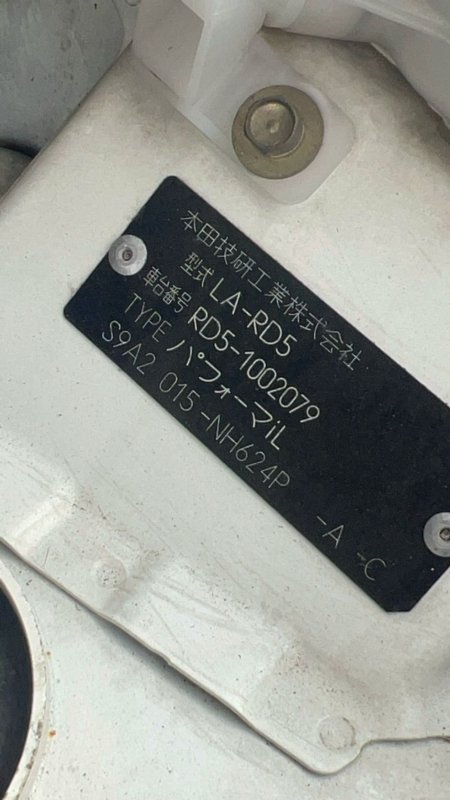 本田技研工業株式会社
型式 LA-RD5
車台番号 RD5-1002079
TYPE パフォーマiL
S9A2 015-NH624P -A -C